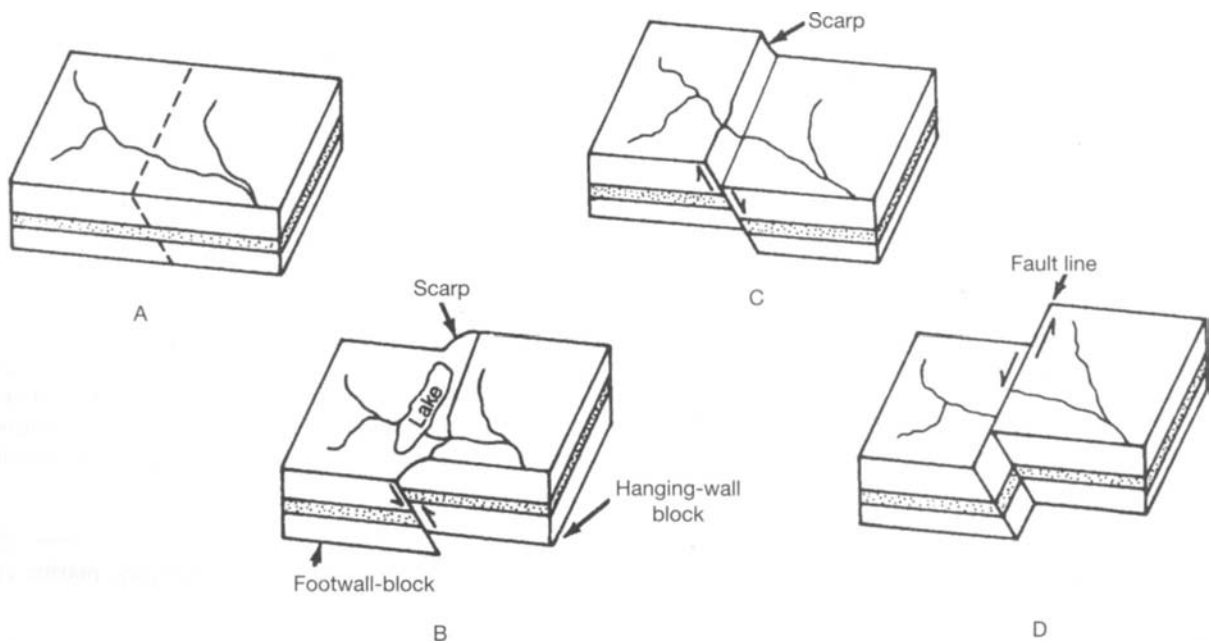 Scarp
A
C
Fault line
Scarp
Lake
Hanging-wall
block
Footwall-block
B
D